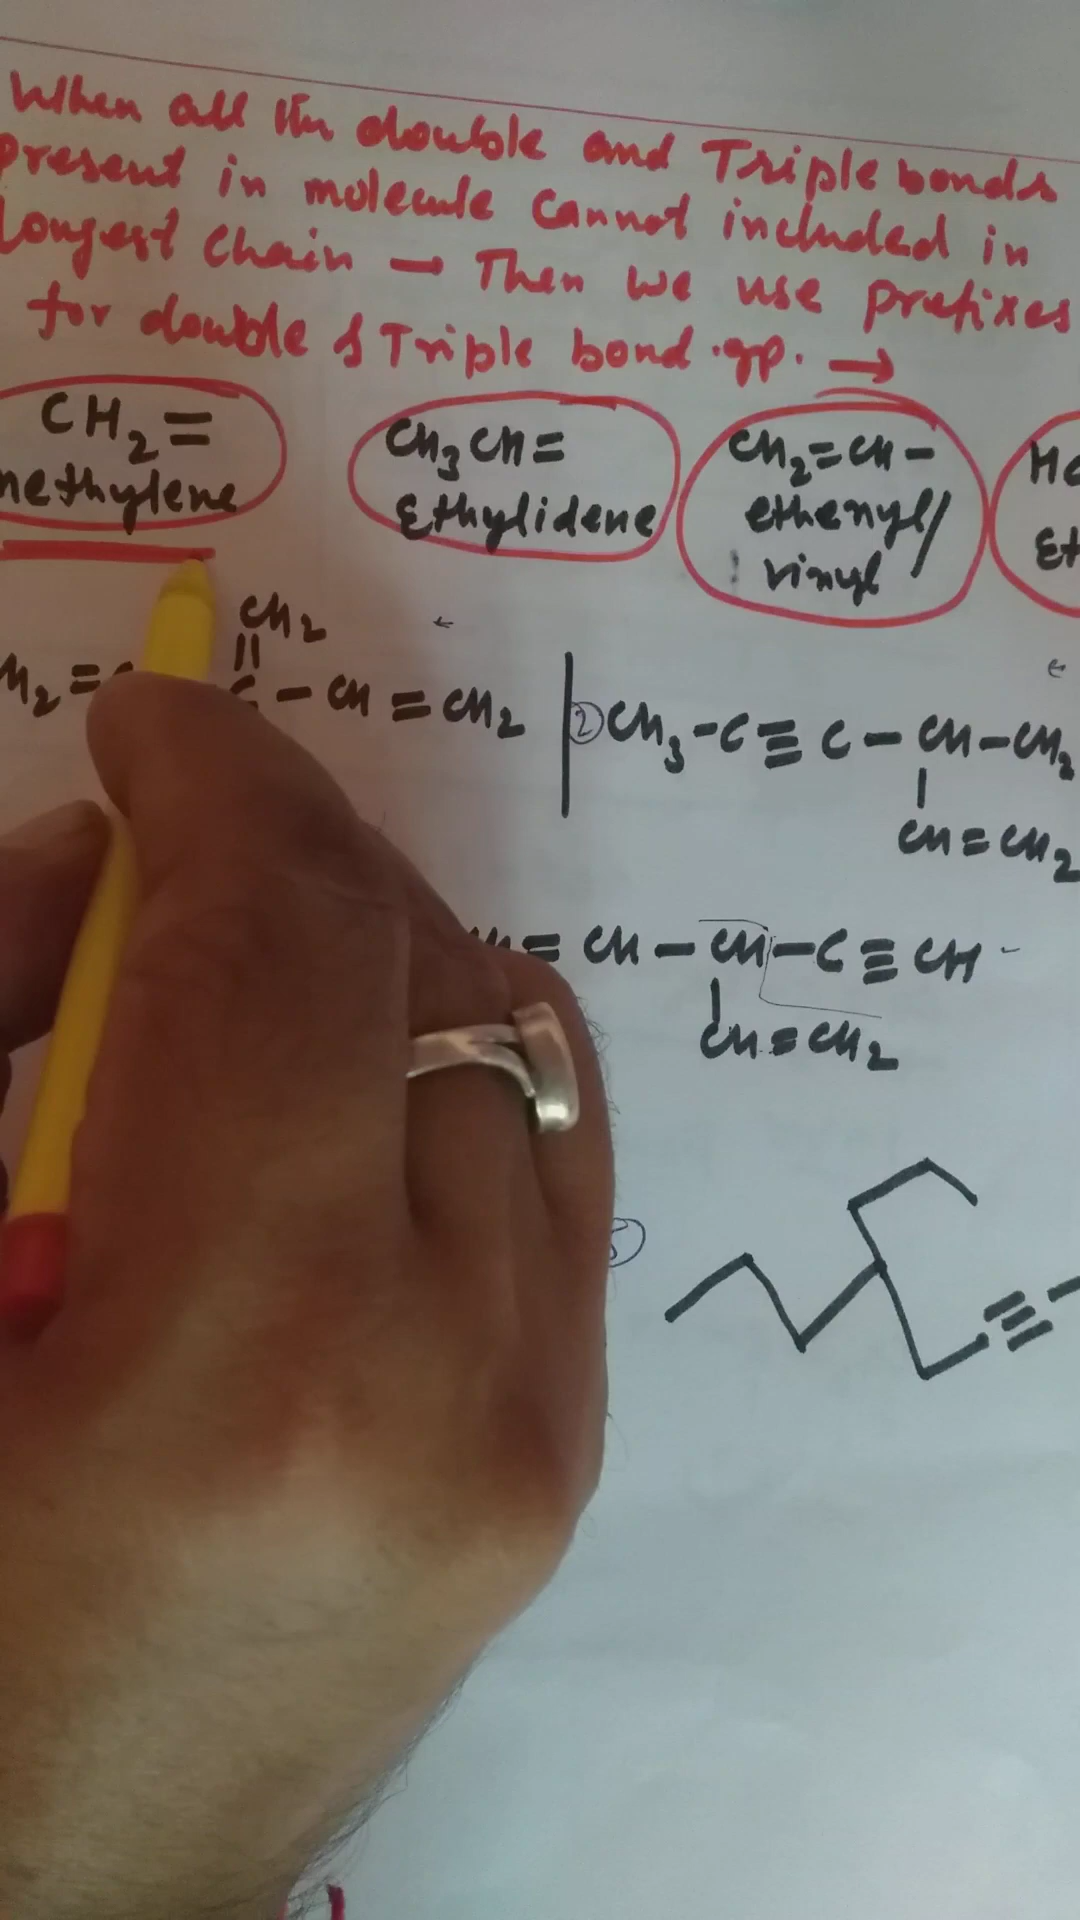 When all the double and Triple bonds
present in molecule cannot included in
longest chain → Then we use prefixes
for double & Triple bond gp. →
CH₂=
methylene
CH₃CH=
Ethylidene
CH₂=CH-
ethenyl/
vinyl
CH₂
||
C-CH=CH₂
② CH₃-C≡C-CH-CH₂
|
CH=CH₂
=CH-CH-C≡CH
|
CH=CH₂
≡